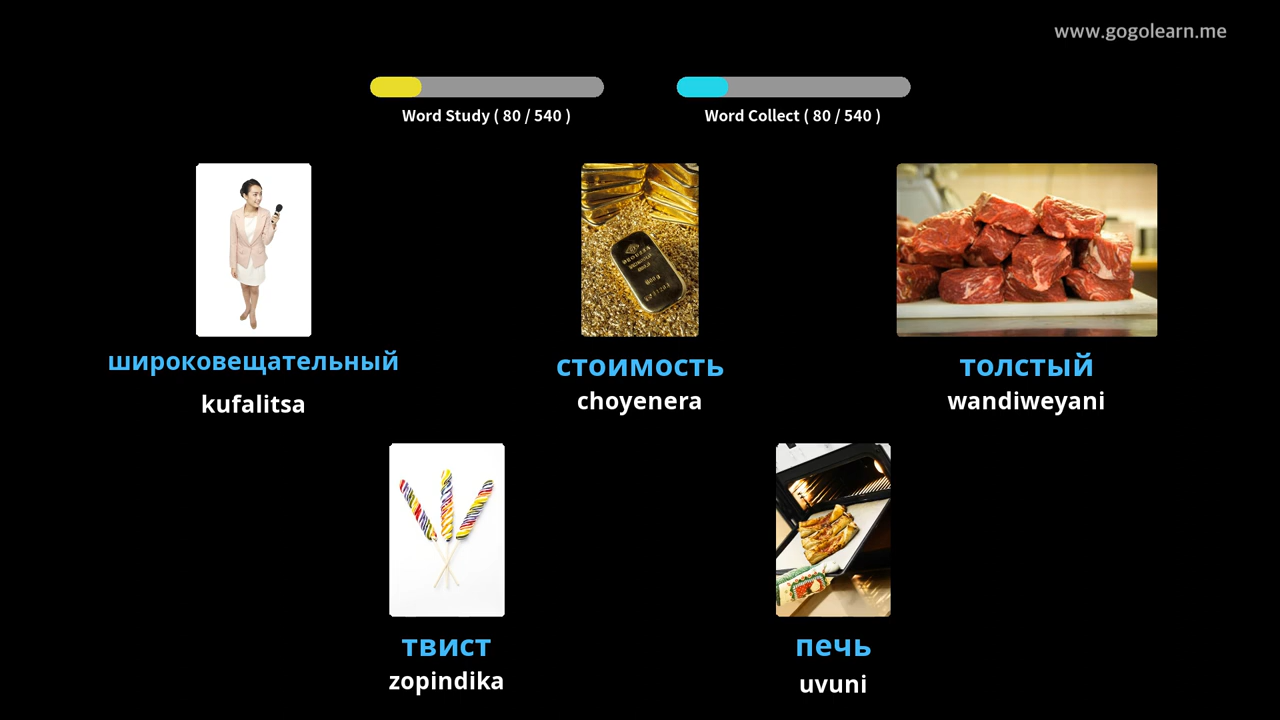 www.gogolearn.me
Word Study ( 80 / 540 )
Word Collect ( 80 / 540 )
широковещательный
kufalitsa
стоимость
choyenera
толстый
wandiweyani
твист
zopindika
печь
uvuni